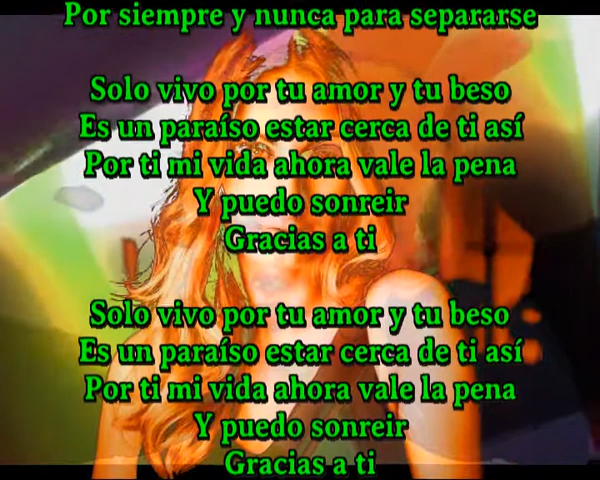 Por siempre y nunca para separarse
Solo vivo por tu amor y tu beso
Es un paraíso estar cerca de ti así
Por ti mi vida ahora vale la pena
Y puedo sonreir
Gracias a ti
Solo vivo por tu amor y tu beso
Es un paraíso estar cerca de ti así
Por ti mi vida ahora vale la pena
Y puedo sonreir
Gracias a ti